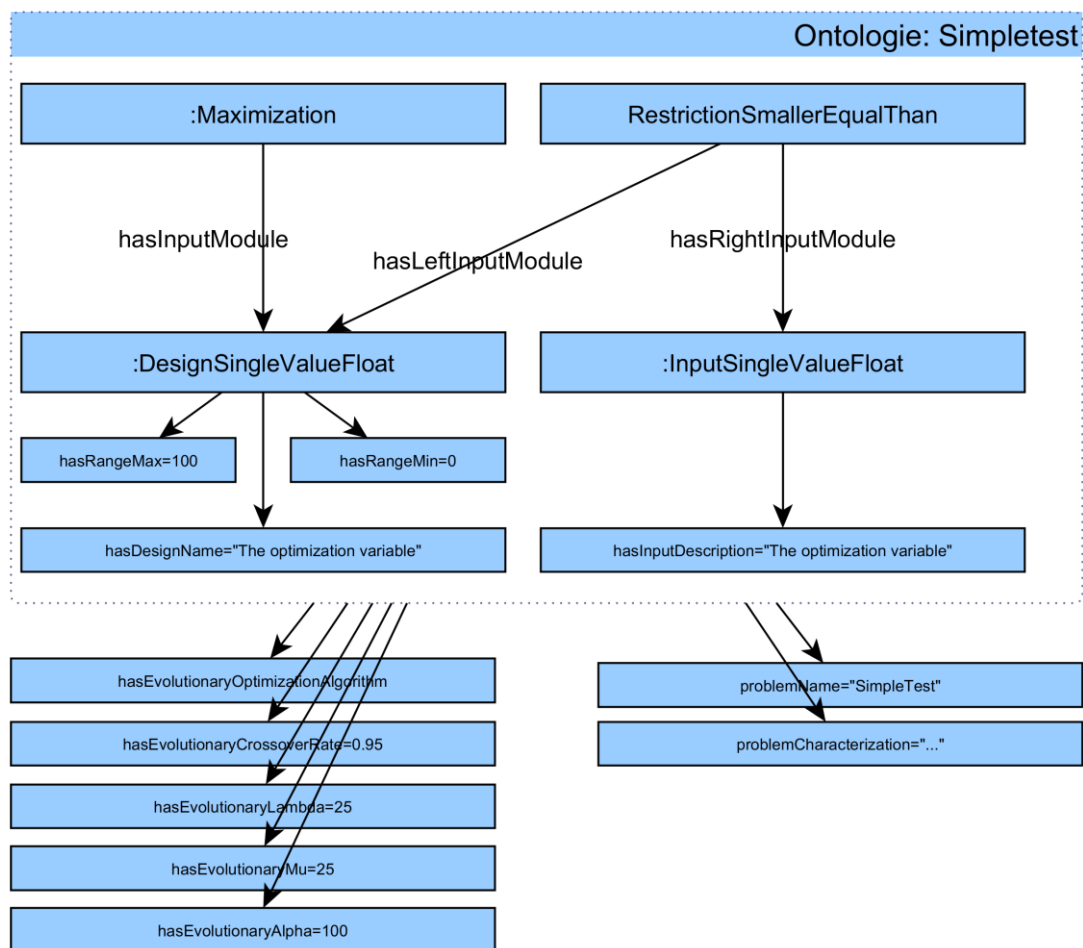 Ontologie: Simpletest
:Maximization
RestrictionSmallerEqualThan
hasInputModule
hasLeftInputModule
hasRightInputModule
:DesignSingleValueFloat
:InputSingleValueFloat
hasRangeMax=100
hasRangeMin=0
hasDesignName="The optimization variable"
hasInputDescription="The optimization variable"
hasEvolutionaryOptimizationAlgorithm
problemName="SimpleTest"
hasEvolutionaryCrossoverRate=0.95
problemCharacterization="..."
hasEvolutionaryLambda=25
hasEvolutionaryMu=25
hasEvolutionaryAlpha=100